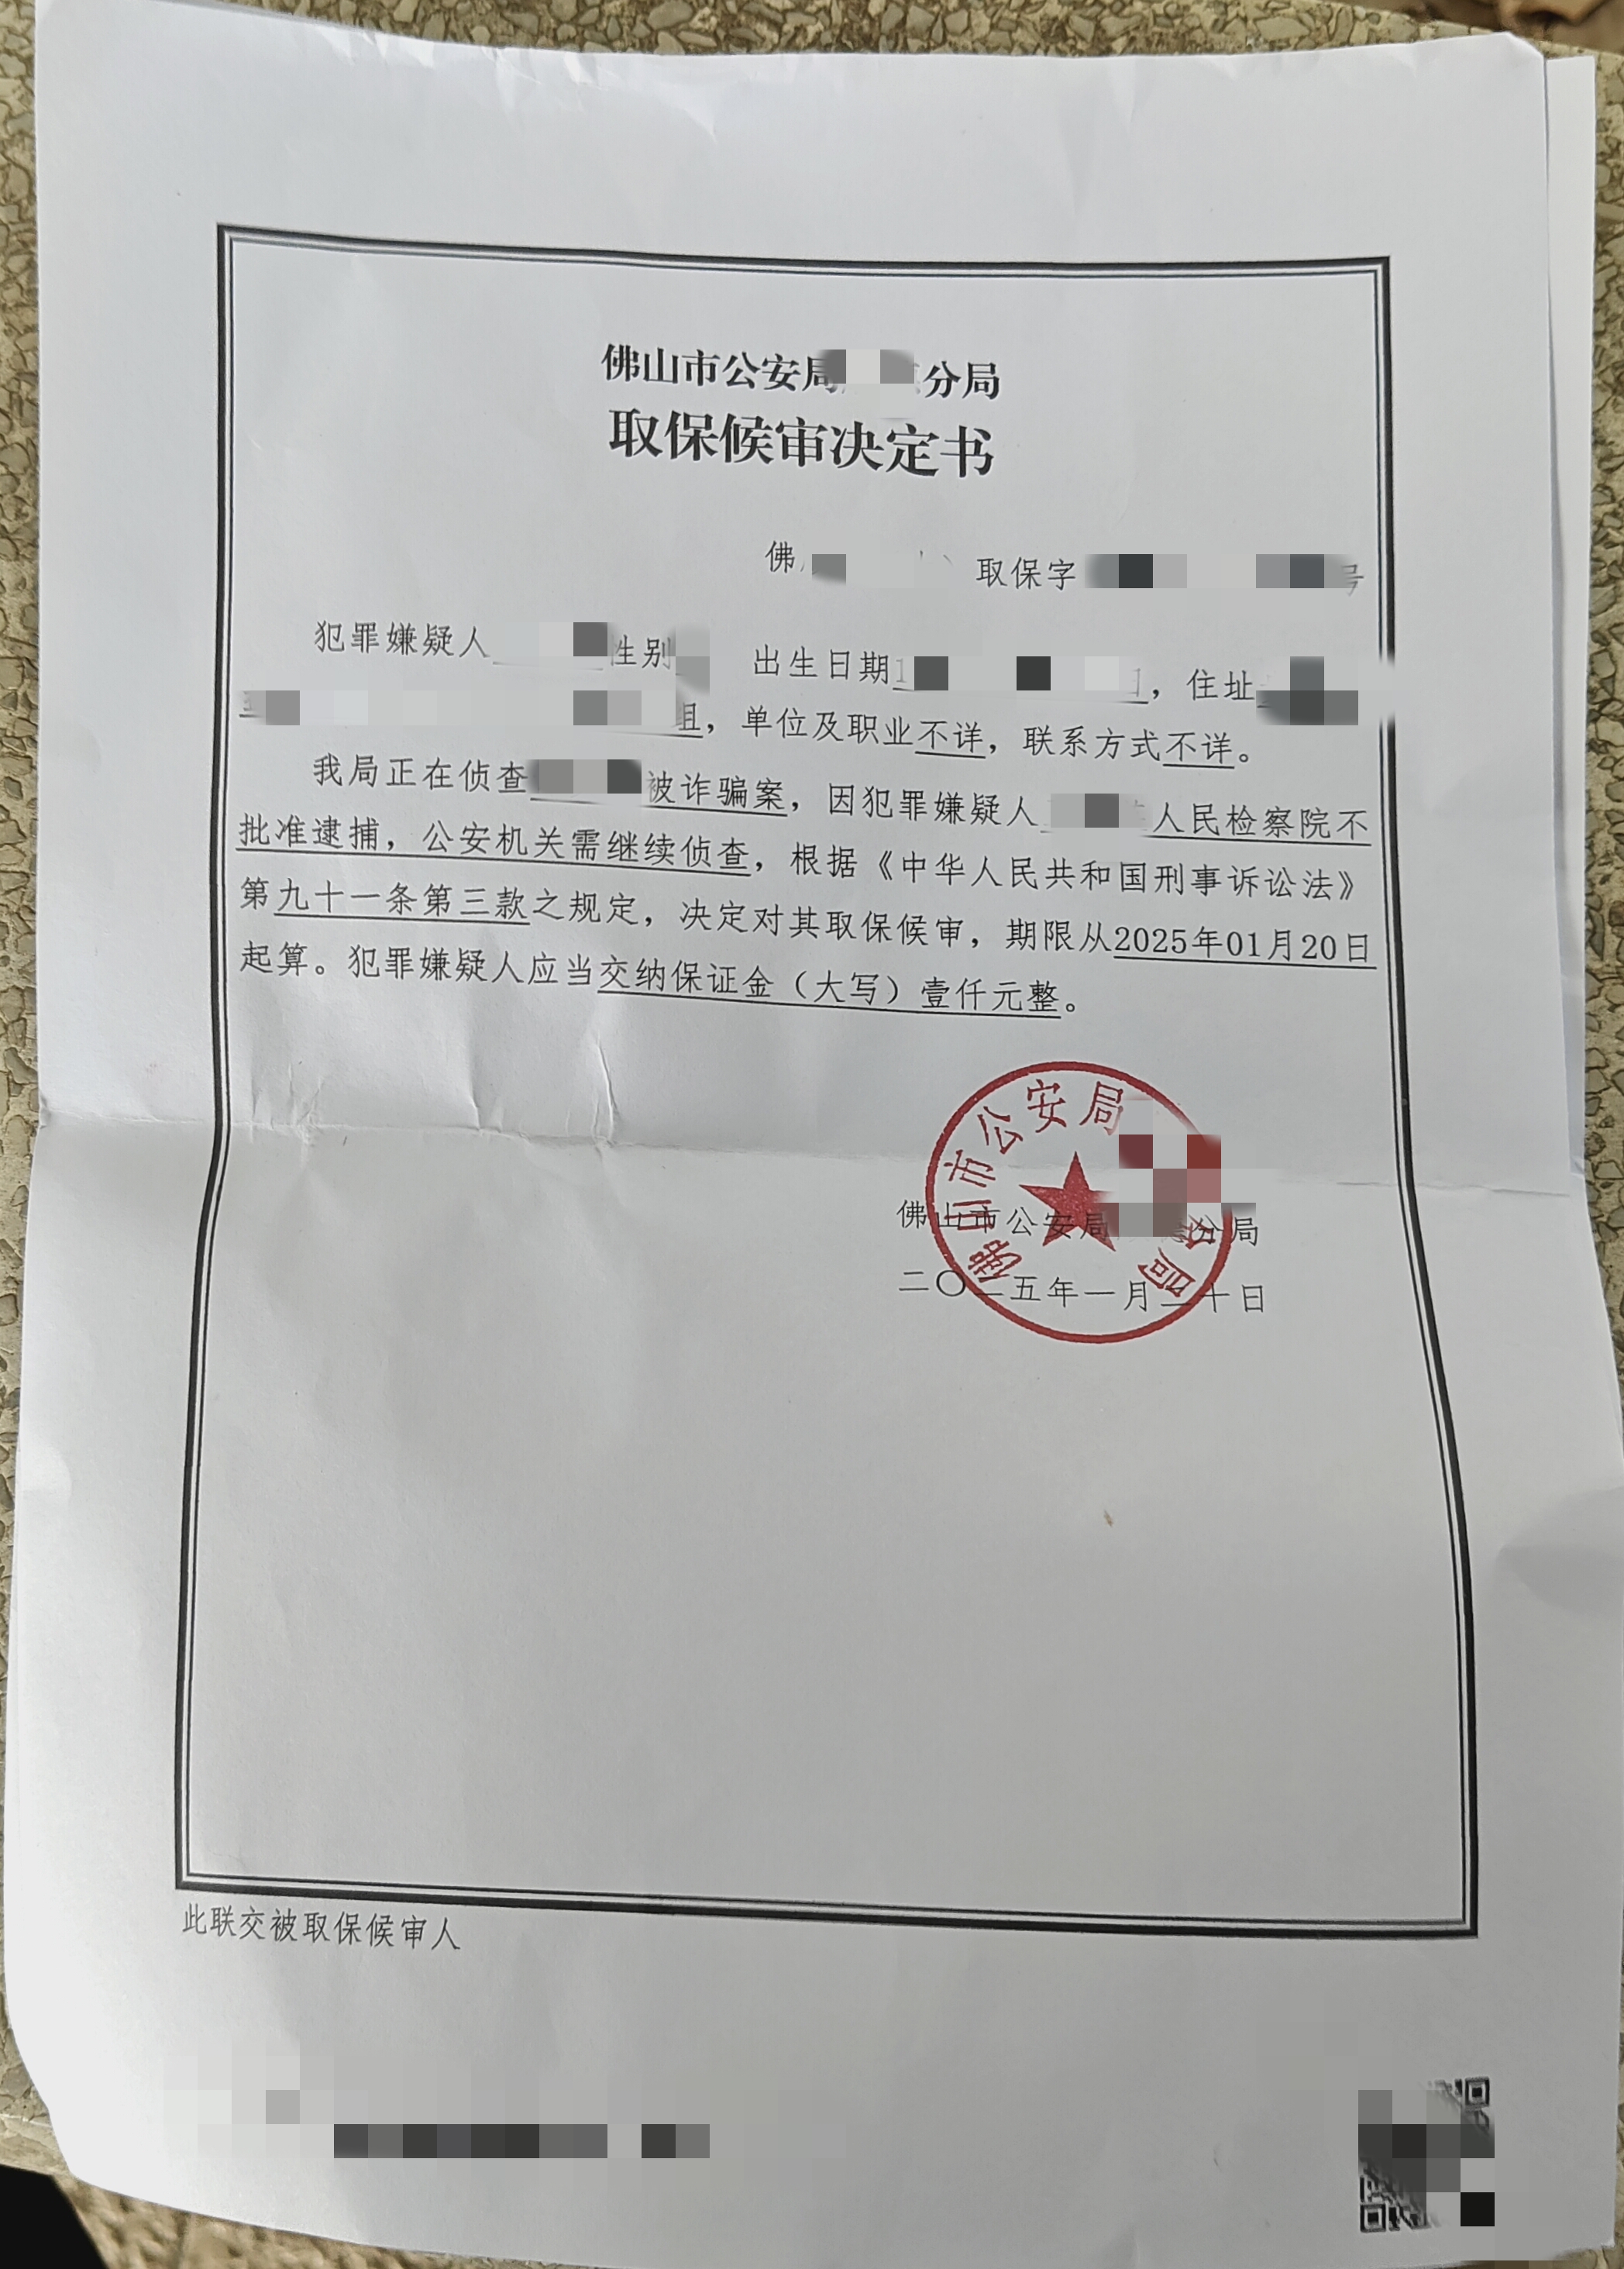 佛山市公安局 分局
取保候审决定书
佛 取保字 号
犯罪嫌疑人 性别 出生日期1 ,住址
组,单位及职业不详,联系方式不详。
我局正在侦查 被诈骗案,因犯罪嫌疑人 人民检察院不
批准逮捕,公安机关需继续侦查,根据《中华人民共和国刑事诉讼法》
第九十一条第三款之规定,决定对其取保候审,期限从2025年01月20日
起算。犯罪嫌疑人应当交纳保证金(大写)壹仟元整。
佛山市公安局 分局
佛山市公安局 分局
二〇二五年一月二十日
此联交被取保候审人